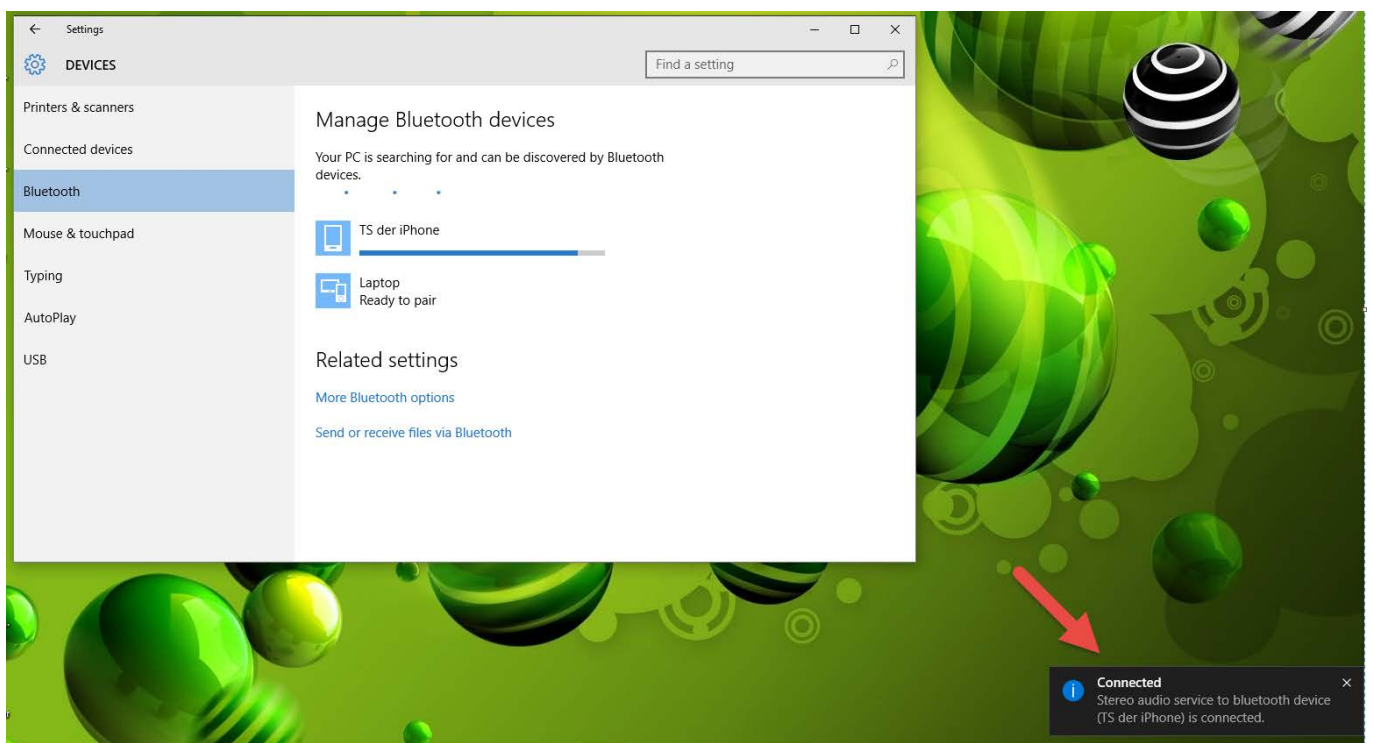 Settings
DEVICES
Find a setting
Printers & scanners
Connected devices
Bluetooth
Mouse & touchpad
Typing
AutoPlay
USB
Manage Bluetooth devices
Your PC is searching for and can be discovered by Bluetooth
devices.
TS der iPhone
Laptop
Ready to pair
Related settings
More Bluetooth options
Send or receive files via Bluetooth
Connected
Stereo audio service to bluetooth device
(TS der iPhone) is connected.